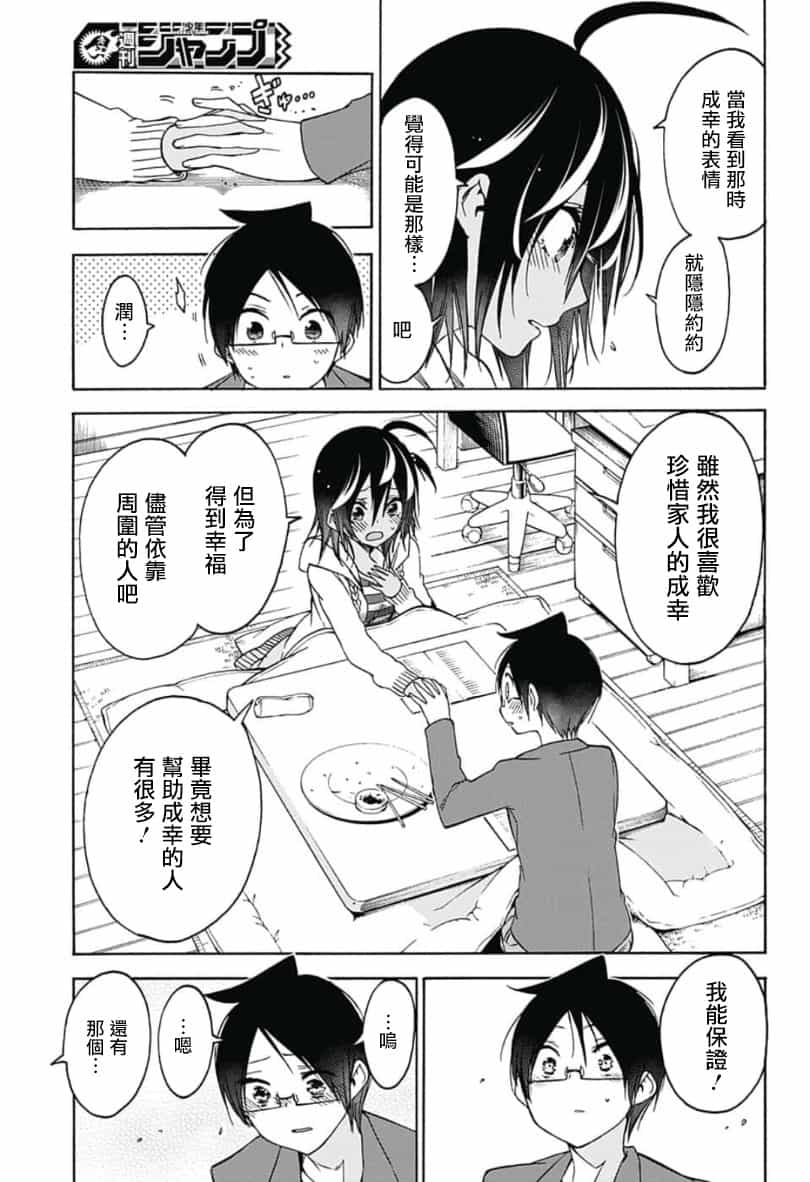 週刊
少年
ジャンプ
當我看到那時
成幸的表情
就隱隱約約
覺得可能是那樣…
吧
ぎゅ…
潤…
雖然我很喜歡
珍惜家人的成幸
但為了
得到幸福
儘管依靠
周圍的人吧
畢竟想要
幫助成幸的人
有很多！
我能保證！
…嗚
…嗯
還有
那個…